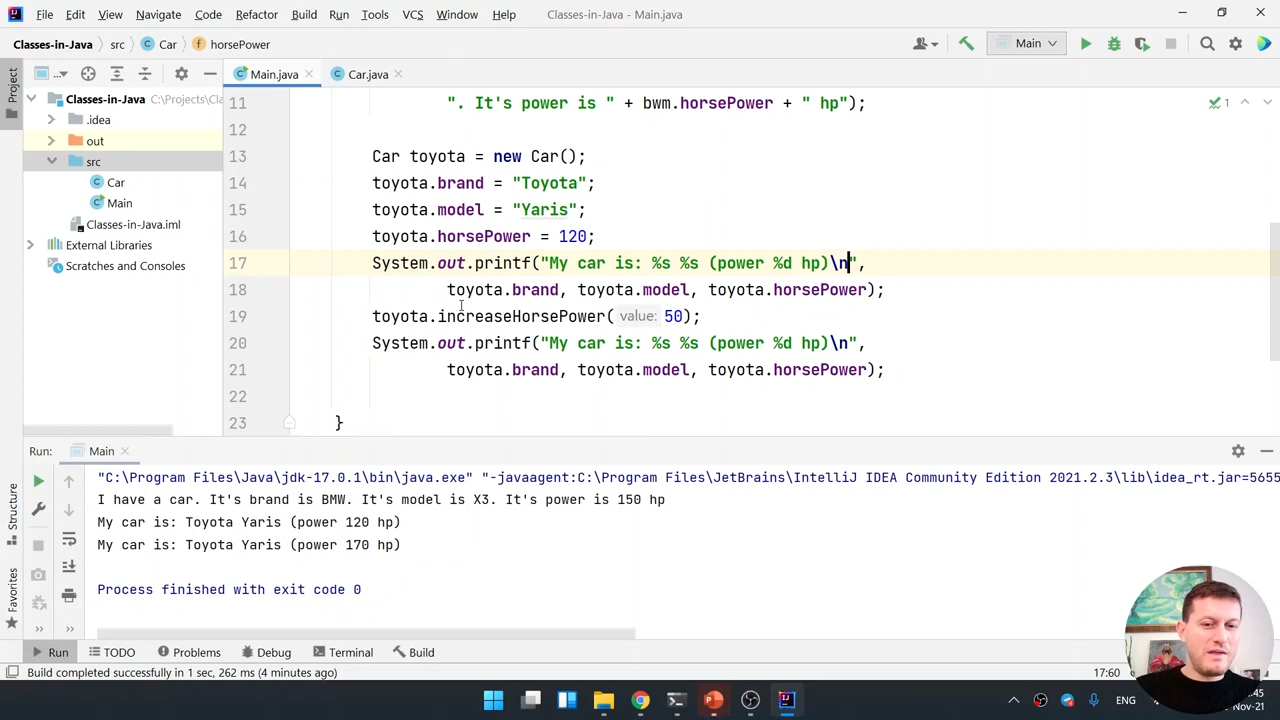 File Edit View Navigate Code Refactor Build Run Tools VCS Window Help Classes-in-Java - Main.java
Classes-in-Java src Car horsePower Main
Project
... Main.java Car.java
Classes-in-Java C:\Projects\Cla
.idea
out
src
Car
Main
Classes-in-Java.iml
External Libraries
Scratches and Consoles
1
11 ". It's power is " + bwm.horsePower + " hp");
12
13 Car toyota = new Car();
14 toyota.brand = "Toyota";
15 toyota.model = "Yaris";
16 toyota.horsePower = 120;
17 System.out.printf("My car is: %s %s (power %d hp)\n",
18 toyota.brand, toyota.model, toyota.horsePower);
19 toyota.increaseHorsePower( value: 50);
20 System.out.printf("My car is: %s %s (power %d hp)\n",
21 toyota.brand, toyota.model, toyota.horsePower);
22
23 }
Run: Main
"C:\Program Files\Java\jdk-17.0.1\bin\java.exe" "-javaagent:C:\Program Files\JetBrains\IntelliJ IDEA Community Edition 2021.2.3\lib\idea_rt.jar=5655
I have a car. It's brand is BMW. It's model is X3. It's power is 150 hp
My car is: Toyota Yaris (power 120 hp)
My car is: Toyota Yaris (power 170 hp)
Process finished with exit code 0
Structure
Favorites
Run TODO Problems Debug Terminal Build
Build completed successfully in 1 sec, 262 ms (4 minutes ago) 17:60
ENG